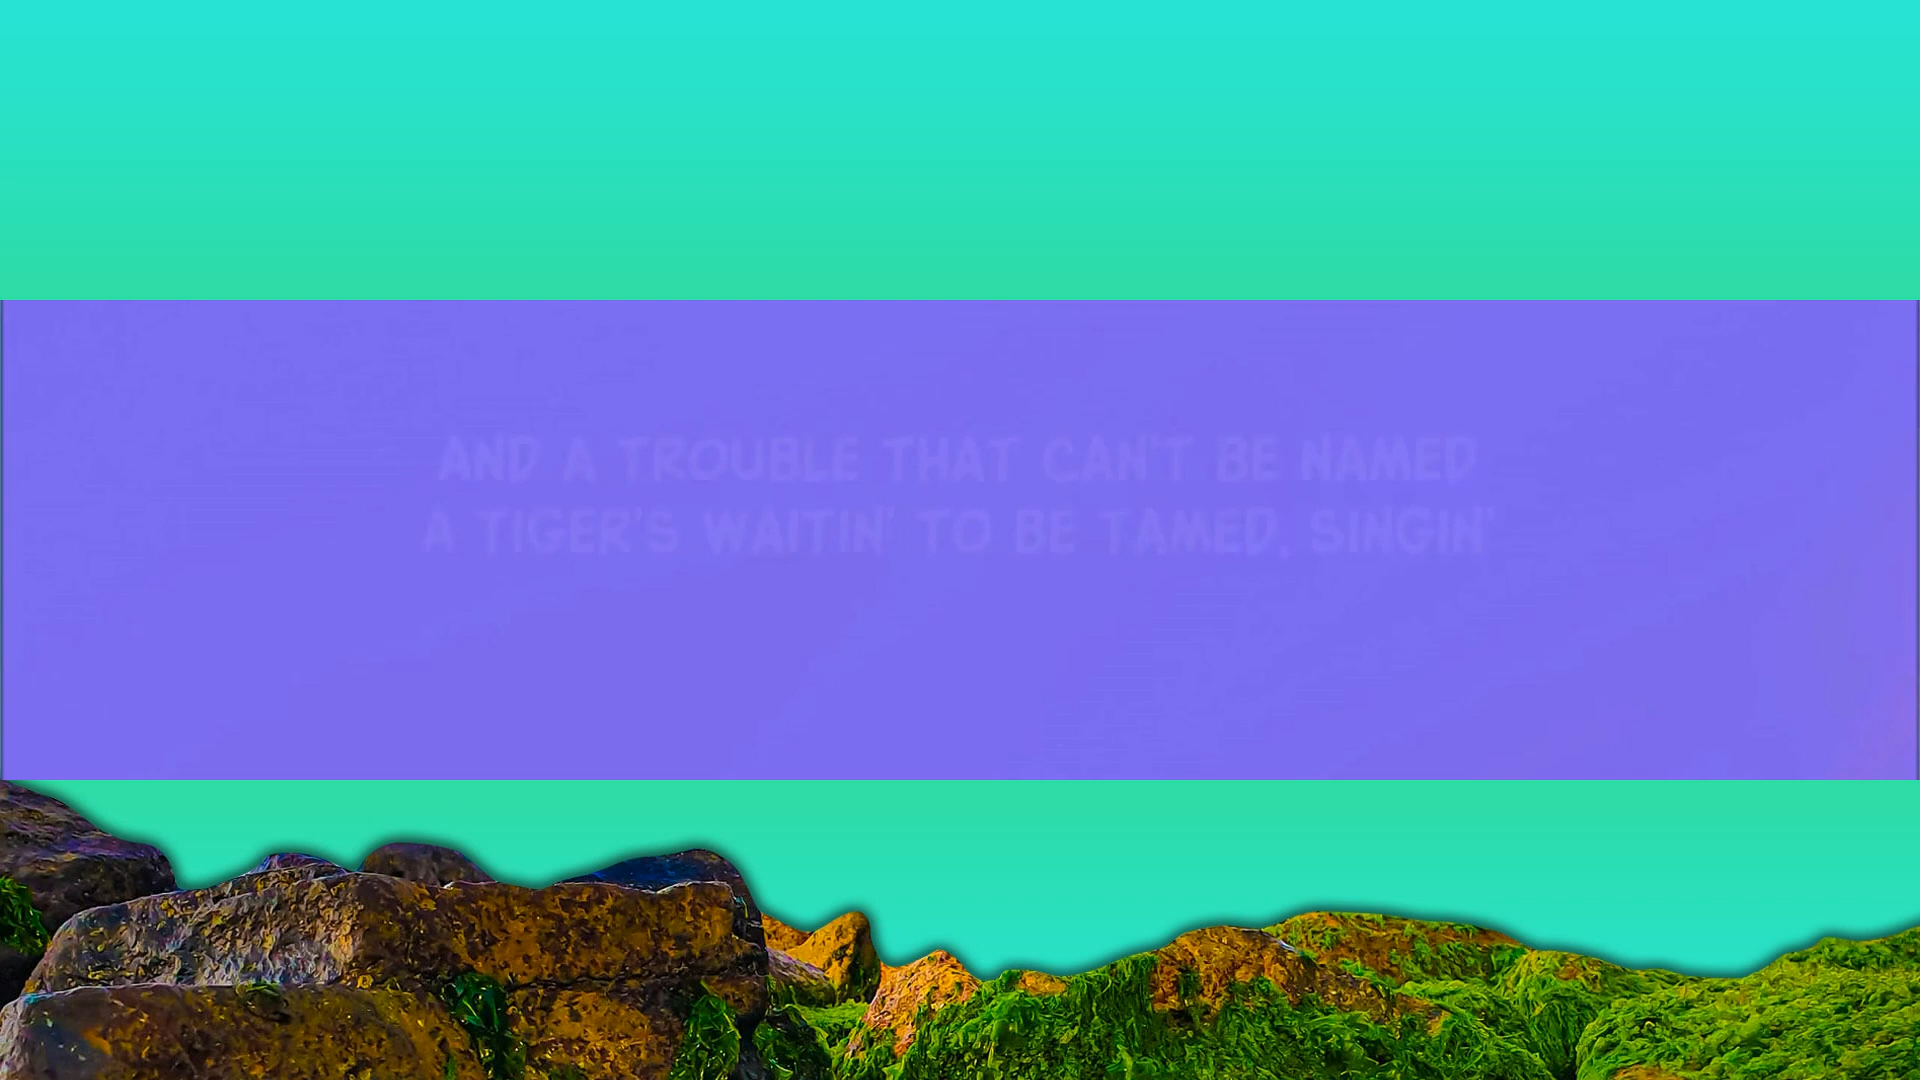 AND A TROUBLE THAT CAN'T BE NAMED
A TIGER'S WAITIN' TO BE TAMED, SINGIN'